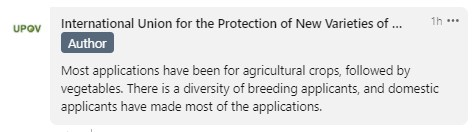 UPOV
International Union for the Protection of New Varieties of ...
1h ...
Author
Most applications have been for agricultural crops, followed by
vegetables. There is a diversity of breeding applicants, and domestic
applicants have made most of the applications.